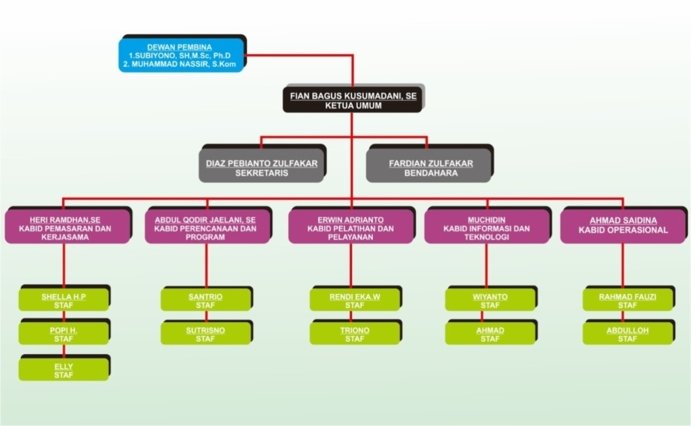 DEWAN PEMBINA
1.SUBIYONO, SH,M.Sc, Ph.D
2. MUHAMMAD NASSIR, S.Kom
FIAN BAGUS KUSUMADANI, SE
KETUA UMUM
DIAZ PEBIANTO ZULFAKAR
SEKRETARIS
FARDIAN ZULFAKAR
BENDAHARA
HERI RAMDHAN,SE
KABID PEMASARAN DAN
KERJASAMA
ABDUL QODIR JAELANI, SE
KABID PERENCANAAN DAN
PROGRAM
ERWIN ADRIANTO
KABID PELATIHAN DAN
PELAYANAN
MUCHIDIN
KABID INFORMASI DAN
TEKNOLOGI
AHMAD SAIDINA
KABID OPERASIONAL
SHELLA H.P
STAF
SANTRIO
STAF
RENDI EKA.W
STAF
WIYANTO
STAF
RAHMAD FAUZI
STAF
POPI H.
STAF
SUTRISNO
STAF
TRIONO
STAF
AHMAD
STAF
ABDULLOH
STAF
ELLY
STAF